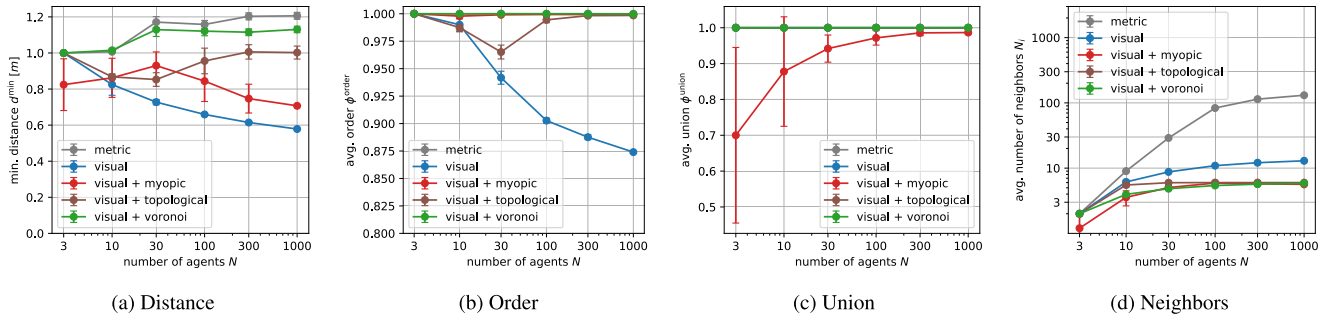 min. distance d^min [m]
1.2
1.0
0.8
0.6
0.4
0.2
0.0
metric
visual
visual + myopic
visual + topological
visual + voronoi
3 10 30 100 300 1000
number of agents N
(a) Distance
avg. order ϕ^order
1.000
0.975
0.950
0.925
0.900
0.875
0.850
0.825
0.800
metric
visual
visual + myopic
visual + topological
visual + voronoi
3 10 30 100 300 1000
number of agents N
(b) Order
avg. union ϕ^union
1.0
0.9
0.8
0.7
0.6
0.5
metric
visual
visual + myopic
visual + topological
visual + voronoi
3 10 30 100 300 1000
number of agents N
(c) Union
avg. number of neighbors N_i
1000
300
100
30
10
3
metric
visual
visual + myopic
visual + topological
visual + voronoi
3 10 30 100 300 1000
number of agents N
(d) Neighbors